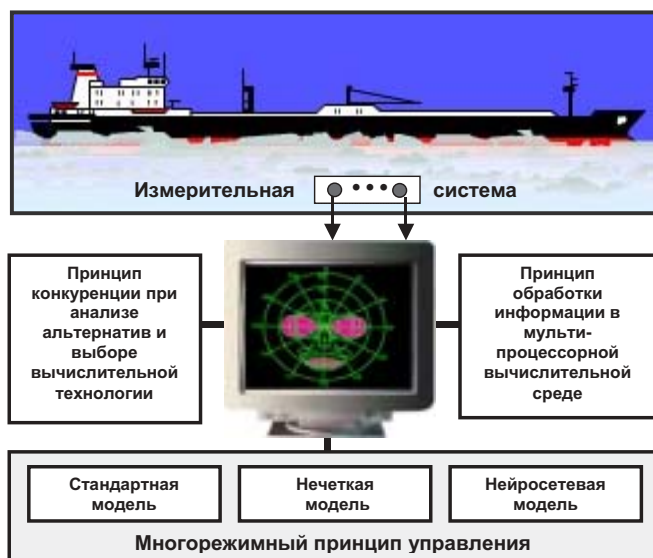 Измерительная система
Принцип
конкуренции при
анализе
альтернатив и
выборе
вычислительной
технологии
Принцип
обработки
информации в
мульти-
процессорной
вычислительной
среде
Стандартная
модель
Нечеткая
модель
Нейросетевая
модель
Многорежимный принцип управления